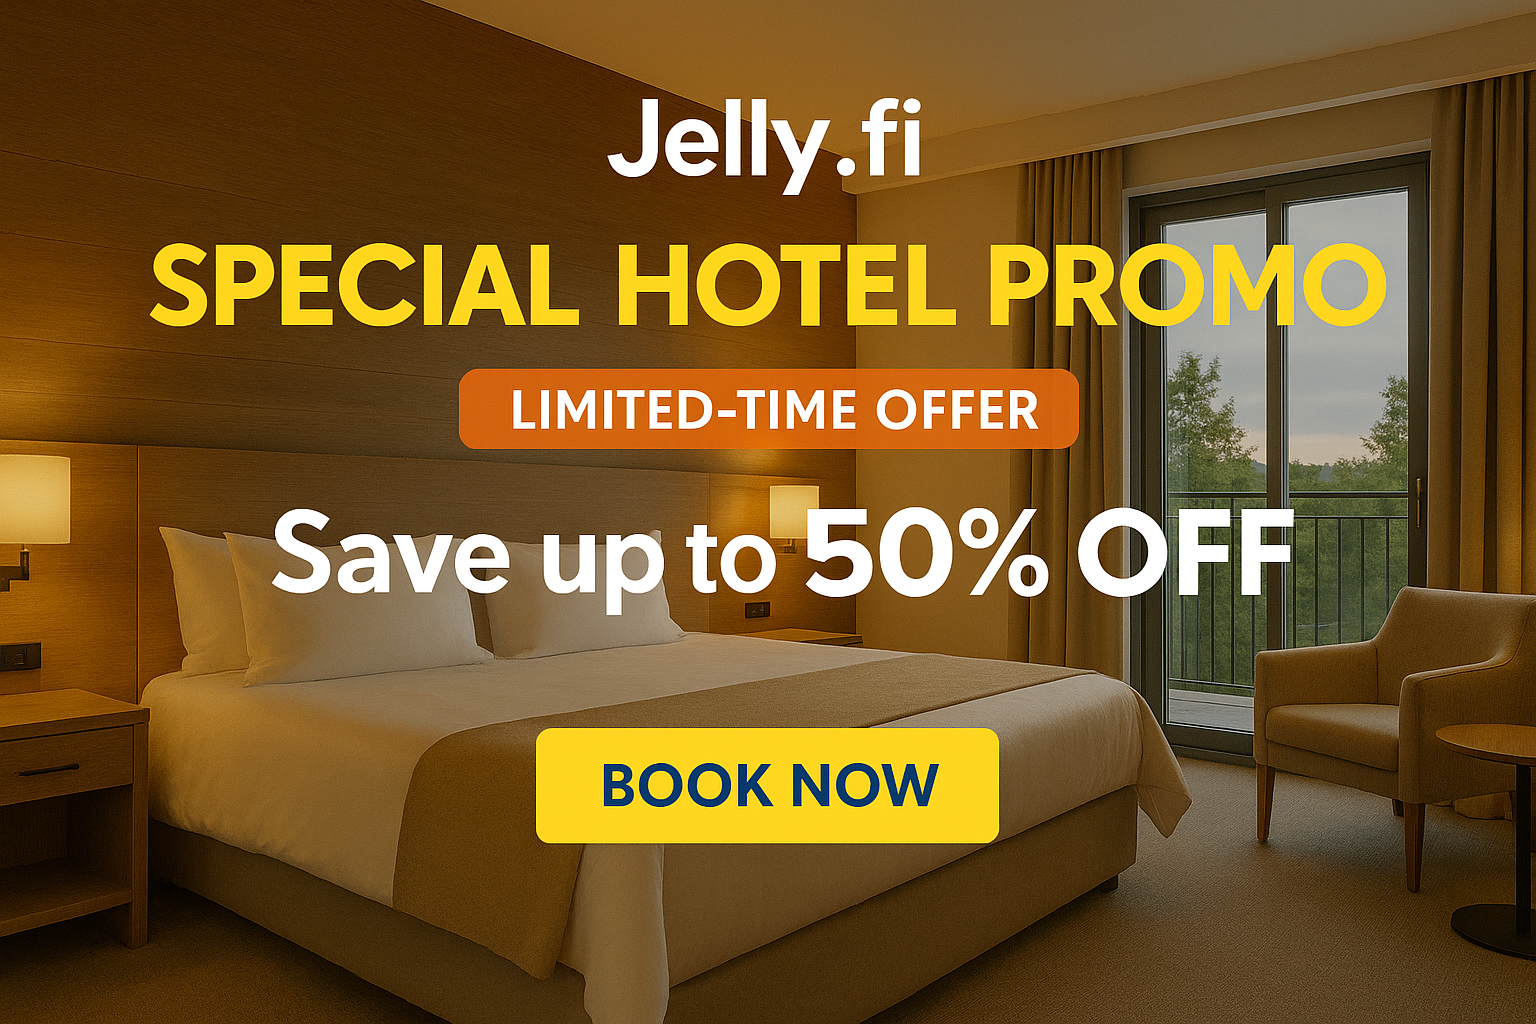 Jelly.fi
SPECIAL HOTEL PROMO
LIMITED-TIME OFFER
Save up to 50% OFF
BOOK NOW